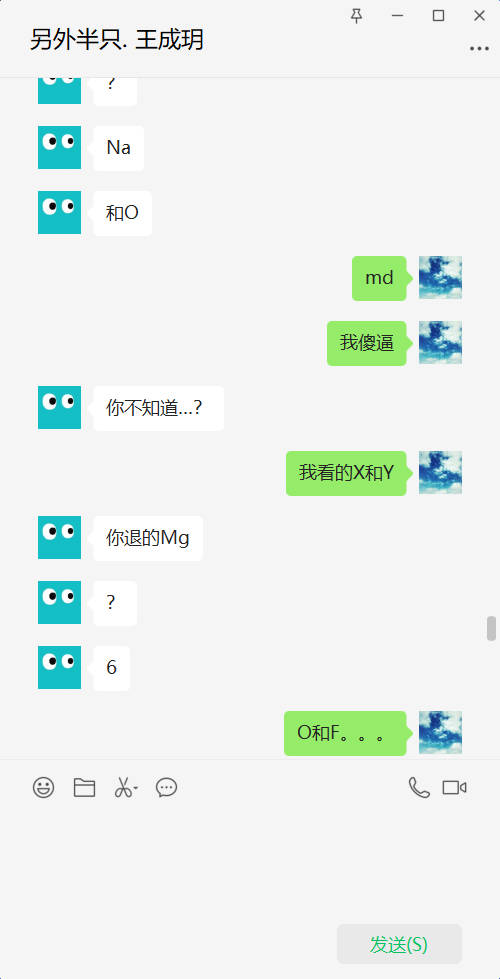 另外半只. 王成玥
?
Na
和O
md
我傻逼
你不知道...?
我看的X和Y
你退的Mg
?
6
O和F。。。
发送(S)